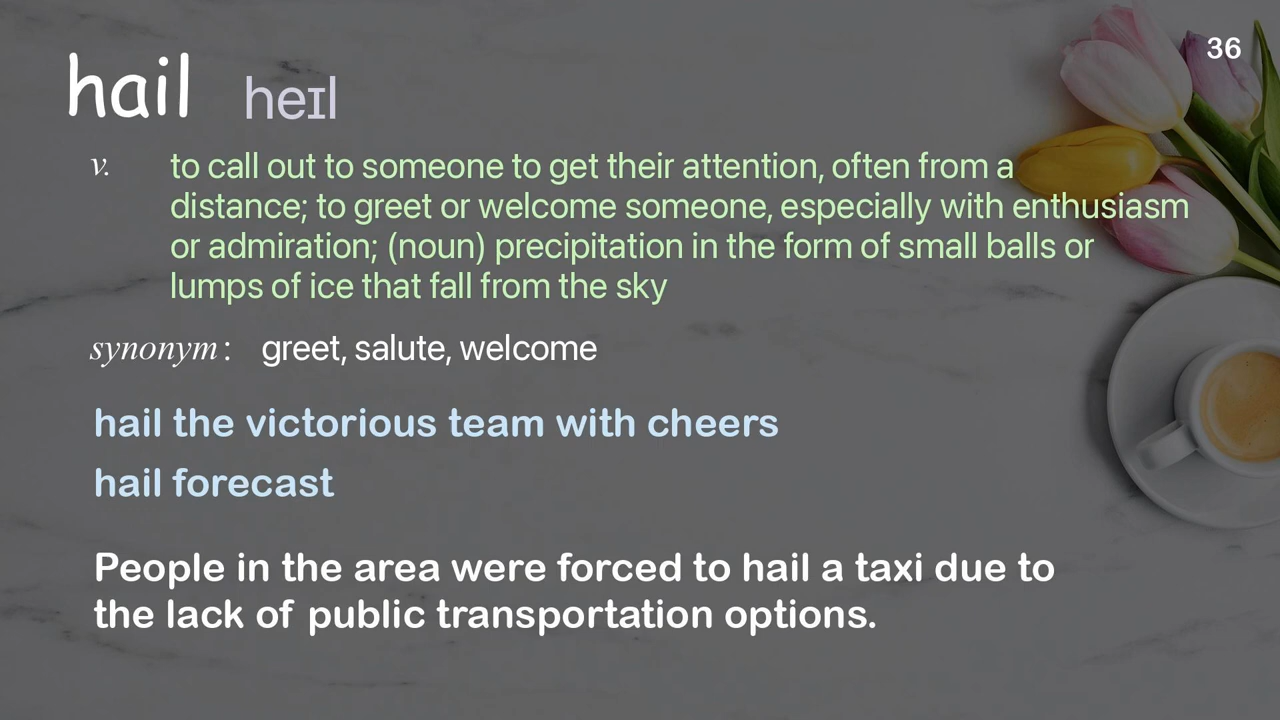 36
hail heɪl
v. to call out to someone to get their attention, often from a
distance; to greet or welcome someone, especially with enthusiasm
or admiration; (noun) precipitation in the form of small balls or
lumps of ice that fall from the sky
synonym: greet, salute, welcome
hail the victorious team with cheers
hail forecast
People in the area were forced to hail a taxi due to
the lack of public transportation options.